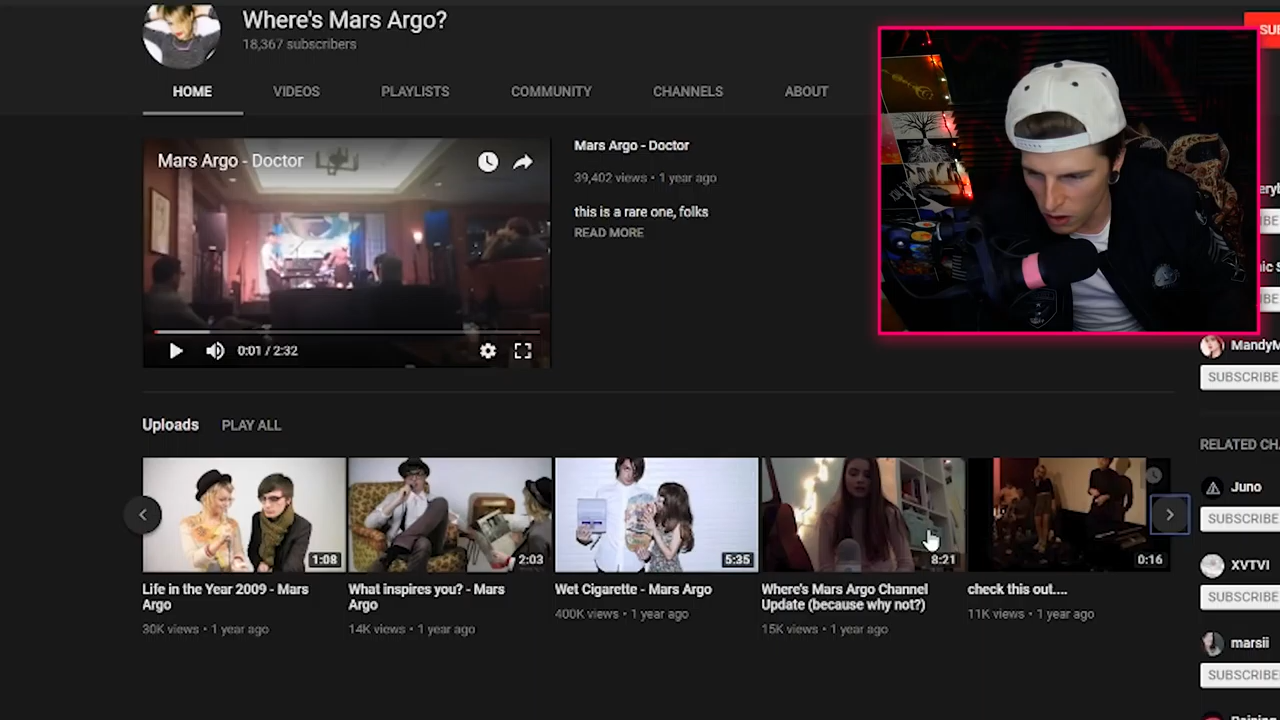 Where's Mars Argo?
18,367 subscribers
HOME
VIDEOS
PLAYLISTS
COMMUNITY
CHANNELS
ABOUT
Mars Argo - Doctor
0:01 / 2:32
Mars Argo - Doctor
39,402 views • 1 year ago
this is a rare one, folks
READ MORE
MandyM
SUBSCRIBE
Uploads
PLAY ALL
1:08
2:03
5:35
8:21
0:16
Life in the Year 2009 - Mars
Argo
30K views • 1 year ago
What inspires you? - Mars
Argo
14K views • 1 year ago
Wet Cigarette - Mars Argo
400K views • 1 year ago
Where's Mars Argo Channel
Update (because why not?)
15K views • 1 year ago
check this out....
11K views • 1 year ago
RELATED CH
Juno
SUBSCRIBE
XVTVI
SUBSCRIBE
marsii
SUBSCRIBE